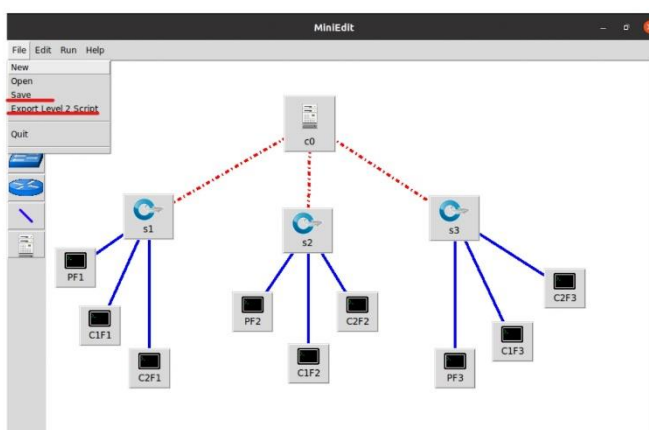 MiniEdit
File Edit Run Help
New
Open
Save
Export Level 2 Script
Quit
c0
s1
s2
s3
PF1
C1F1
C2F1
PF2
C1F2
C2F2
PF3
C1F3
C2F3